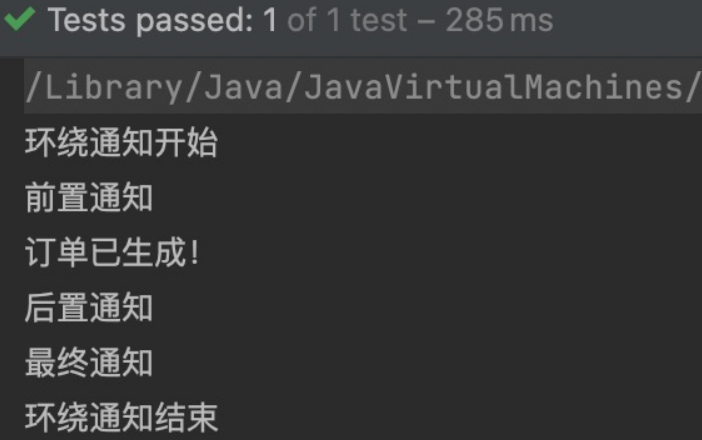 Tests passed: 1 of 1 test – 285 ms
/Library/Java/JavaVirtualMachines/
环绕通知开始
前置通知
订单已生成！
后置通知
最终通知
环绕通知结束